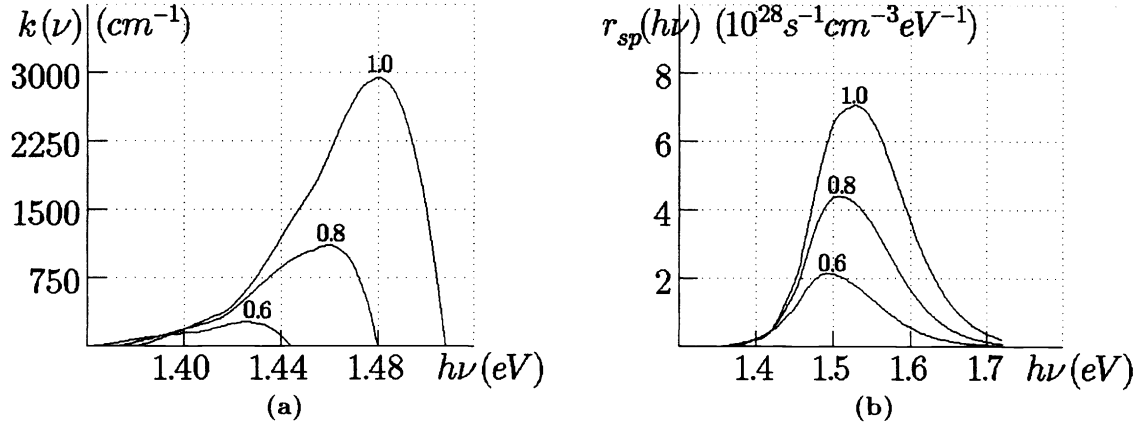 k(ν) (cm⁻¹)
3000
2250
1500
750
1.0
0.8
0.6
1.40 1.44 1.48 hν(eV)
(a)
r_sp(hν) (10²⁸s⁻¹cm⁻³eV⁻¹)
8
6
4
2
1.0
0.8
0.6
1.4 1.5 1.6 1.7 hν(eV)
(b)